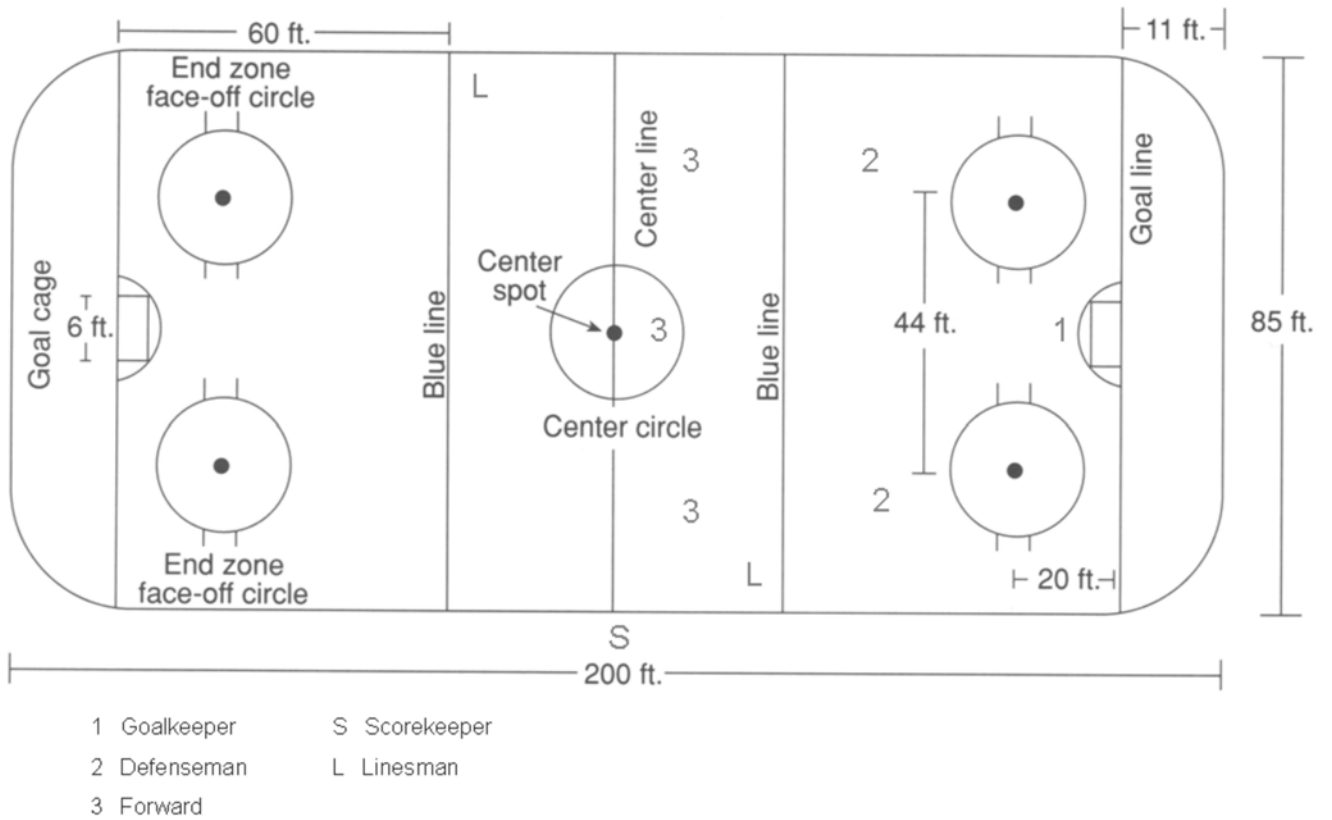 60 ft.
11 ft.
End zone
face-off circle
L
Center line
3
2
Goal line
Center
spot
Goal cage
6 ft.
Blue line
3
Blue line
44 ft.
1
85 ft.
Center circle
3
2
End zone
face-off circle
L
20 ft.
S
200 ft.
1 Goalkeeper
S Scorekeeper
2 Defenseman
L Linesman
3 Forward